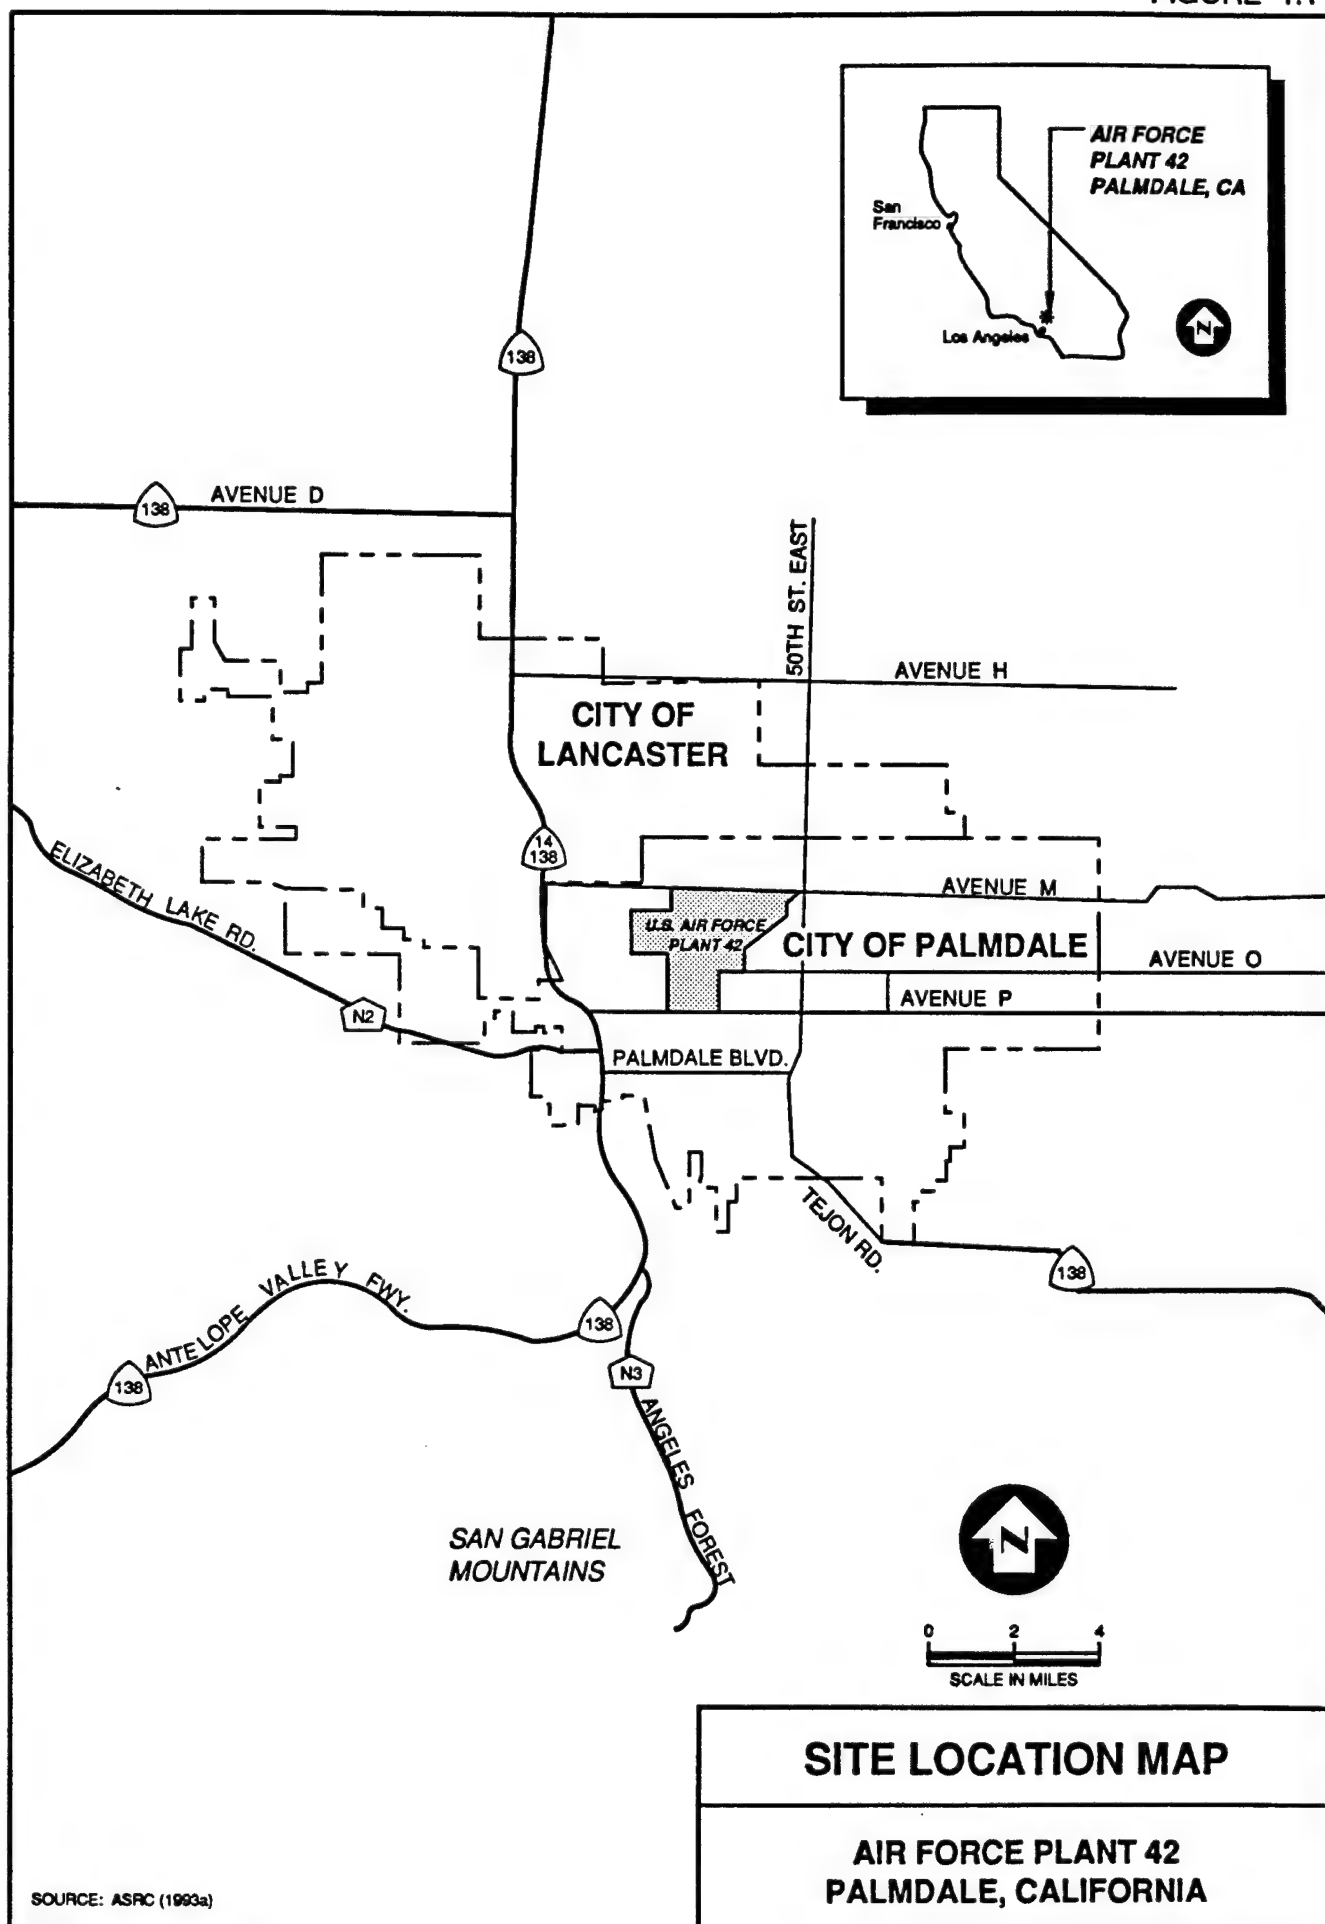 AIR FORCE
PLANT 42
PALMDALE, CA
San
Francisco
Los Angeles
N
138
138
AVENUE D
50TH ST. EAST
AVENUE H
CITY OF
LANCASTER
14
138
ELIZABETH LAKE RD.
AVENUE M
U.S. AIR FORCE
PLANT 42
CITY OF PALMDALE
AVENUE O
AVENUE P
N2
PALMDALE BLVD.
TEJON RD.
138
ANTELOPE VALLEY FWY.
138
138
N3
ANGELES FOREST
SAN GABRIEL
MOUNTAINS
N
0 2 4
SCALE IN MILES
SITE LOCATION MAP
AIR FORCE PLANT 42
PALMDALE, CALIFORNIA
SOURCE: ASRC (1993a)